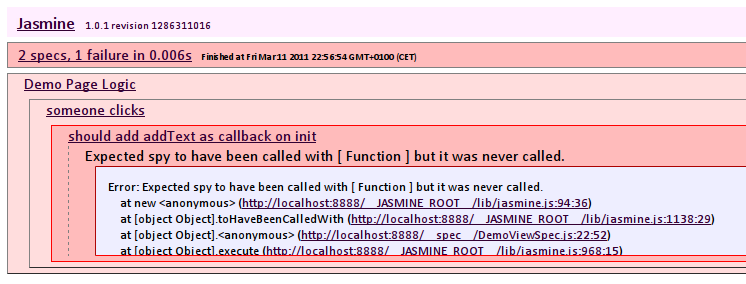 Jasmine 1.0.1 revision 1286311016
2 specs, 1 failure in 0.006s Finished at Fri Mar 11 2011 22:56:54 GMT+0100 (CET)
Demo Page Logic
someone clicks
should add addText as callback on init
Expected spy to have been called with [ Function ] but it was never called.
Error: Expected spy to have been called with [ Function ] but it was never called.
at new <anonymous> (http://localhost:8888/__JASMINE_ROOT__/lib/jasmine.js:94:36)
at [object Object].toHaveBeenCalledWith (http://localhost:8888/__JASMINE_ROOT__/lib/jasmine.js:1138:29)
at [object Object].<anonymous> (http://localhost:8888/__spec__/DemoViewSpec.js:22:52)
at [object Object].execute (http://localhost:8888/__JASMINE_ROOT__/lib/jasmine.js:968:15)